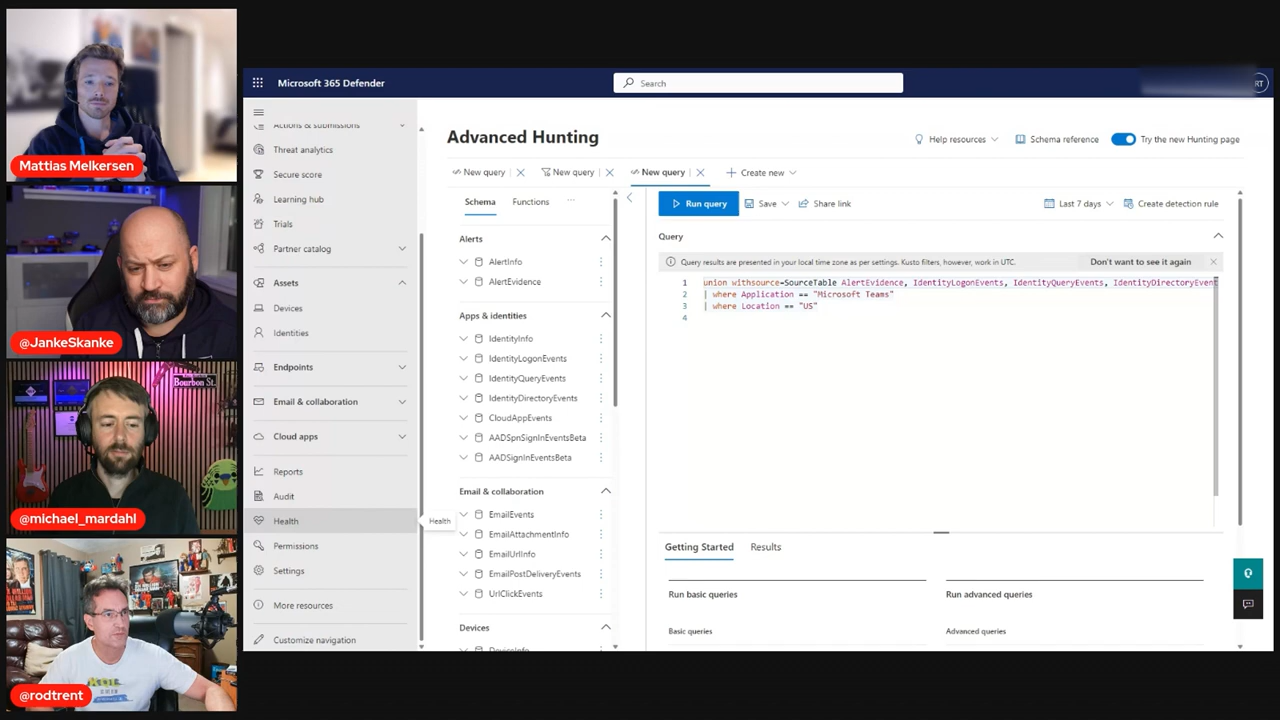 Mattias Melkersen
@JankeSkanke
Bourbon St.
@michael_mardahl
@rodtrent
Microsoft 365 Defender
Search
RT
Actions & submissions
Threat analytics
Secure score
Learning hub
Trials
Partner catalog
Assets
Devices
Identities
Endpoints
Email & collaboration
Cloud apps
Reports
Audit
Health
Health
Permissions
Settings
More resources
Customize navigation
Advanced Hunting
Help resources
Schema reference
Try the new Hunting page
New query
New query
New query
Create new
Schema
Functions
...
Alerts
AlertInfo
AlertEvidence
Apps & identities
IdentityInfo
IdentityLogonEvents
IdentityQueryEvents
IdentityDirectoryEvents
CloudAppEvents
AADSpnSignInEventsBeta
AADSignInEventsBeta
Email & collaboration
EmailEvents
EmailAttachmentInfo
EmailUrlInfo
EmailPostDeliveryEvents
UrlClickEvents
Devices
DeviceInfo
Run query
Save
Share link
Last 7 days
Create detection rule
Query
Query results are presented in your local time zone as per settings. Kusto filters, however, work in UTC.
Don't want to see it again
1 union withsource=SourceTable AlertEvidence, IdentityLogonEvents, IdentityQueryEvents, IdentityDirectoryEvent
2 | where Application == "Microsoft Teams"
3 | where Location == "US"
4
Getting Started
Results
Run basic queries
Run advanced queries
Basic queries
Advanced queries